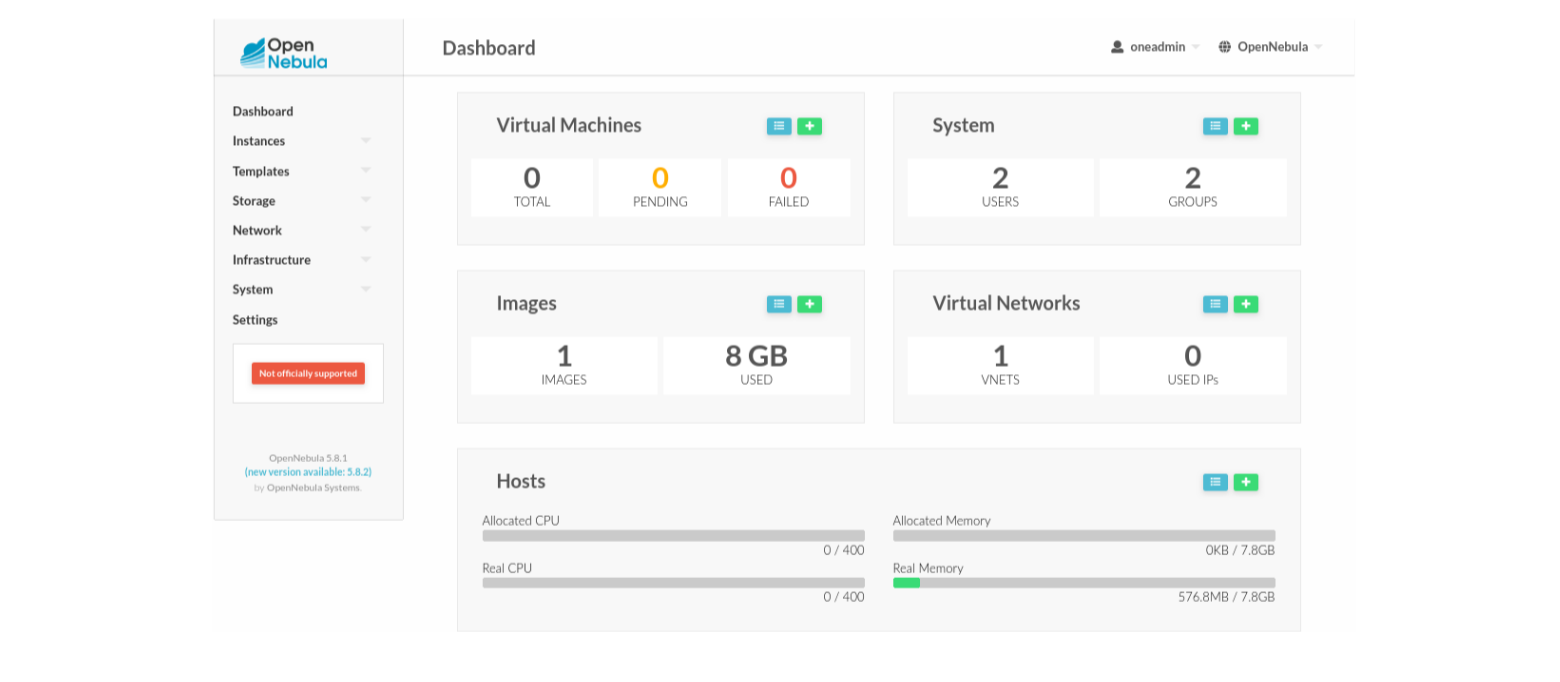 Open
Nebula
Dashboard
oneadmin
OpenNebula
Dashboard
Instances
Templates
Storage
Network
Infrastructure
System
Settings
Not officially supported
OpenNebula 5.8.1
(new version available: 5.8.2)
by OpenNebula Systems.
Virtual Machines
0
TOTAL
0
PENDING
0
FAILED
System
2
USERS
2
GROUPS
Images
1
IMAGES
8 GB
USED
Virtual Networks
1
VNETS
0
USED IPs
Hosts
Allocated CPU
0 / 400
Real CPU
0 / 400
Allocated Memory
0KB / 7.8GB
Real Memory
576.8MB / 7.8GB